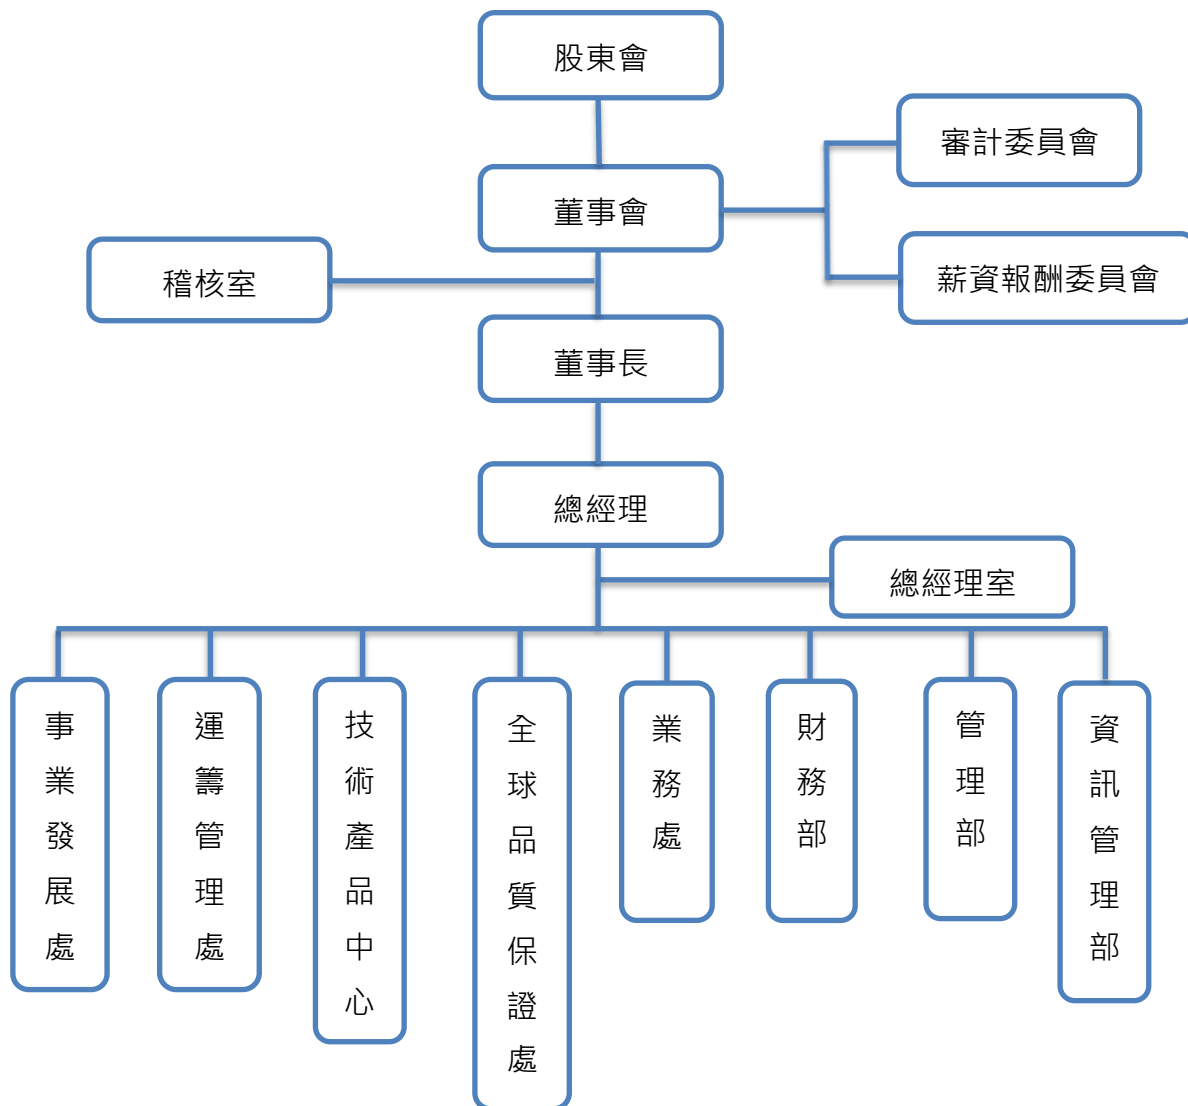 股東會
審計委員會
董事會
薪資報酬委員會
稽核室
董事長
總經理
總經理室
事業發展處
運籌管理處
技術產品中心
全球品質保證處
業務處
財務部
管理部
資訊管理部